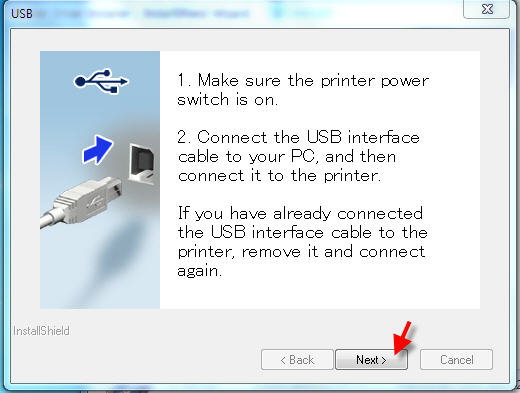 USB
1. Make sure the printer power
switch is on.
2. Connect the USB interface
cable to your PC, and then
connect it to the printer.
If you have already connected
the USB interface cable to the
printer, remove it and connect
again.
InstallShield
< Back
Next >
Cancel